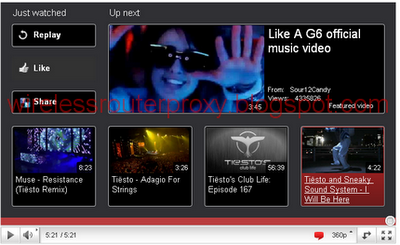 Just watched
Up next
Replay
Like
Share
Like A G6 official
music video
From: Sour12Candy
Views: 4335826
3:45
Featured video
wirelessmuterproxy.blogspot.com
8:23
Muse - Resistance
(Tiësto Remix)
3:26
Tiësto - Adagio For
Strings
TIËSTO'S
club life
56:39
Tiësto's Club Life:
Episode 167
4:22
Tiësto and Sneaky
Sound System - I
Will Be Here
5:21 / 5:21
360p